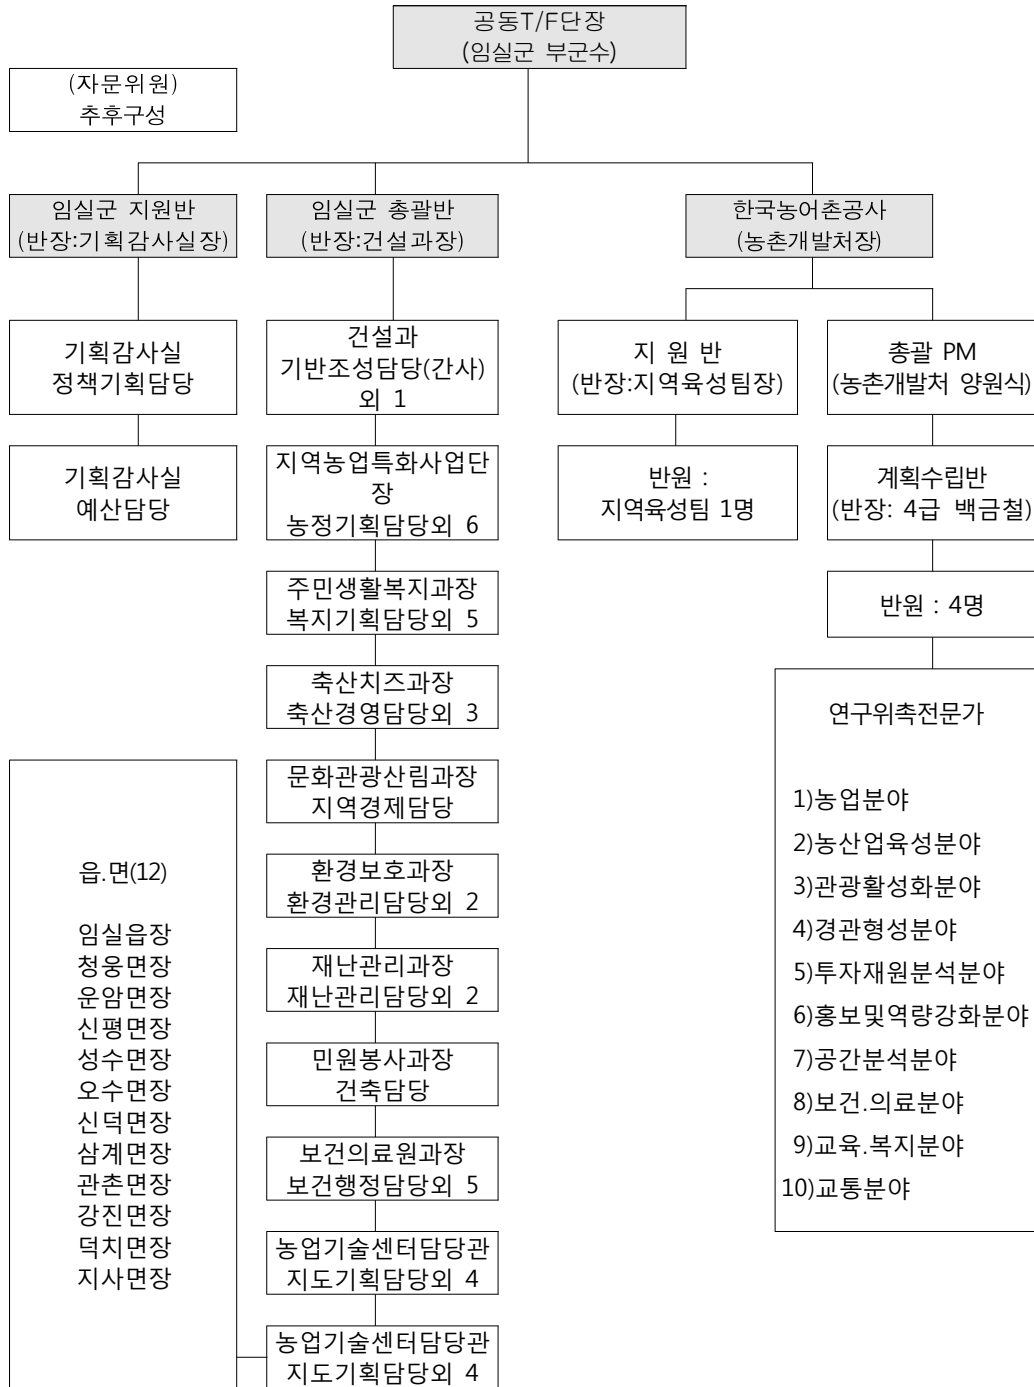 공동T/F단장
(임실군 부군수)
(자문위원)
추후구성
임실군 지원반
(반장:기획감사실장)
임실군 총괄반
(반장:건설과장)
한국농어촌공사
(농촌개발처장)
기획감사실
정책기획담당
건설과
기반조성담당(간사)
외 1
지 원 반
(반장:지역육성팀장)
총괄 PM
(농촌개발처 양원식)
기획감사실
예산담당
지역농업특화사업단
장
농정기획담당외 6
반원 :
지역육성팀 1명
계획수립반
(반장: 4급 백금철)
주민생활복지과장
복지기획담당외 5
반원 : 4명
축산치즈과장
축산경영담당외 3
문화관광산림과장
지역경제담당
환경보호과장
환경관리담당외 2
재난관리과장
재난관리담당외 2
민원봉사과장
건축담당
보건의료원과장
보건행정담당외 5
농업기술센터담당관
지도기획담당외 4
농업기술센터담당관
지도기획담당외 4
읍.면(12)
임실읍장
청웅면장
운암면장
신평면장
성수면장
오수면장
신덕면장
삼계면장
관촌면장
강진면장
덕치면장
지사면장
연구위촉전문가
1)농업분야
2)농산업육성분야
3)관광활성화분야
4)경관형성분야
5)투자재원분석분야
6)홍보및역량강화분야
7)공간분석분야
8)보건.의료분야
9)교육.복지분야
10)교통분야